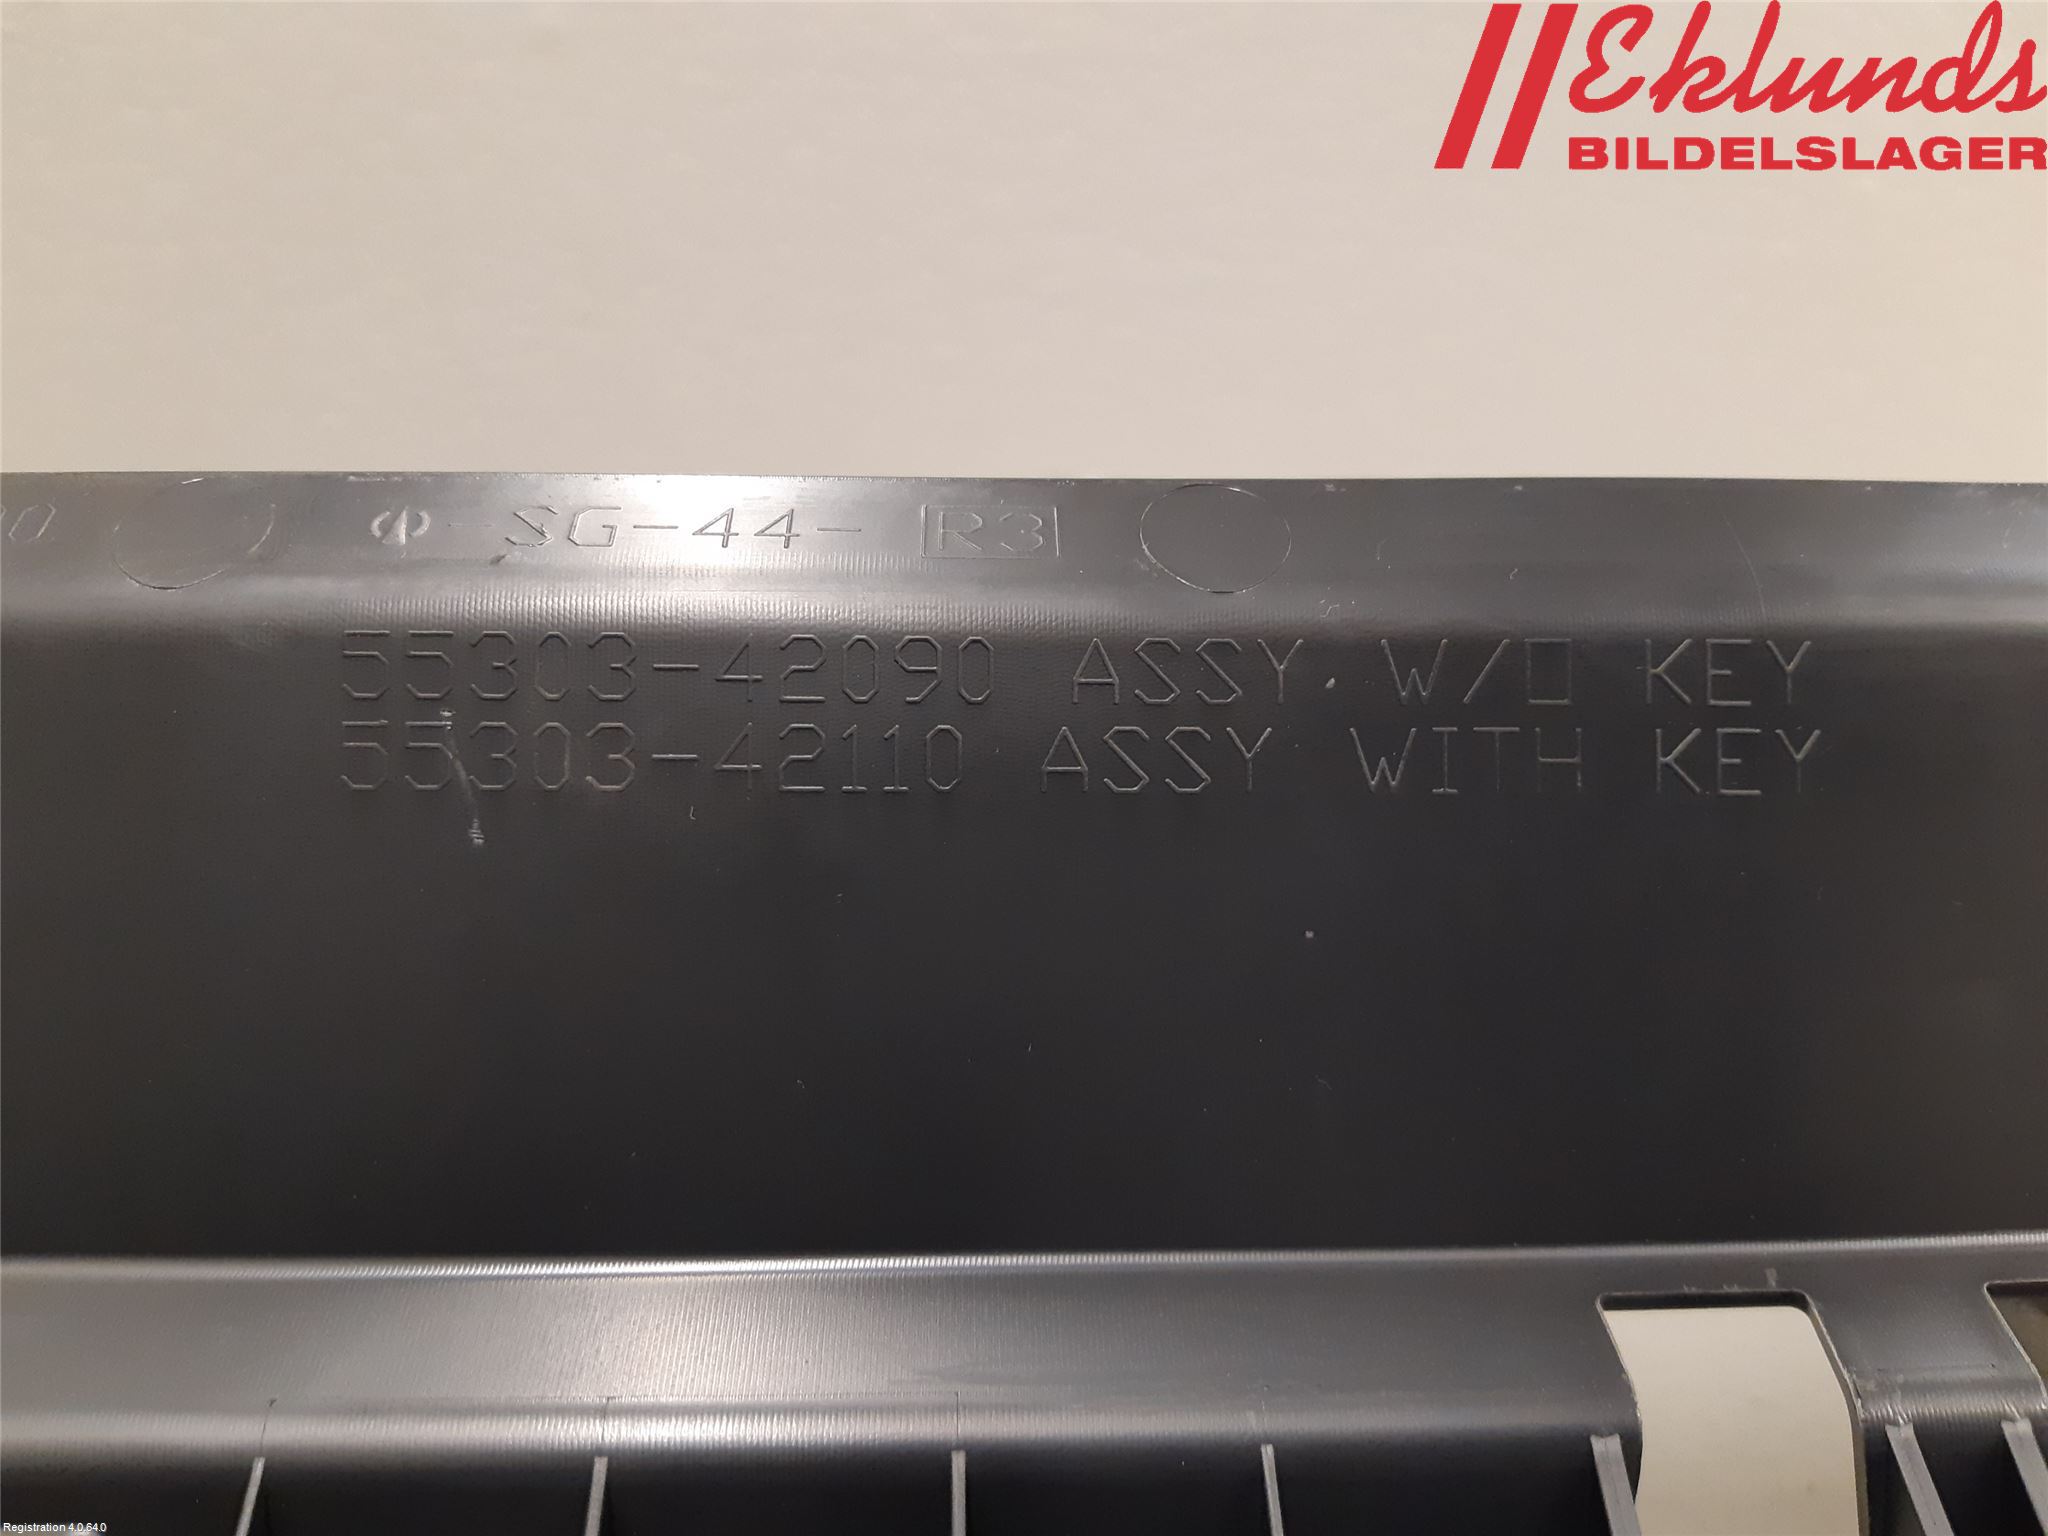 Eklunds
BILDELSLAGER
-SG-44- R3
55303-42090 ASSY W/O KEY
55303-42110 ASSY WITH KEY
Registration 4.0.64.0